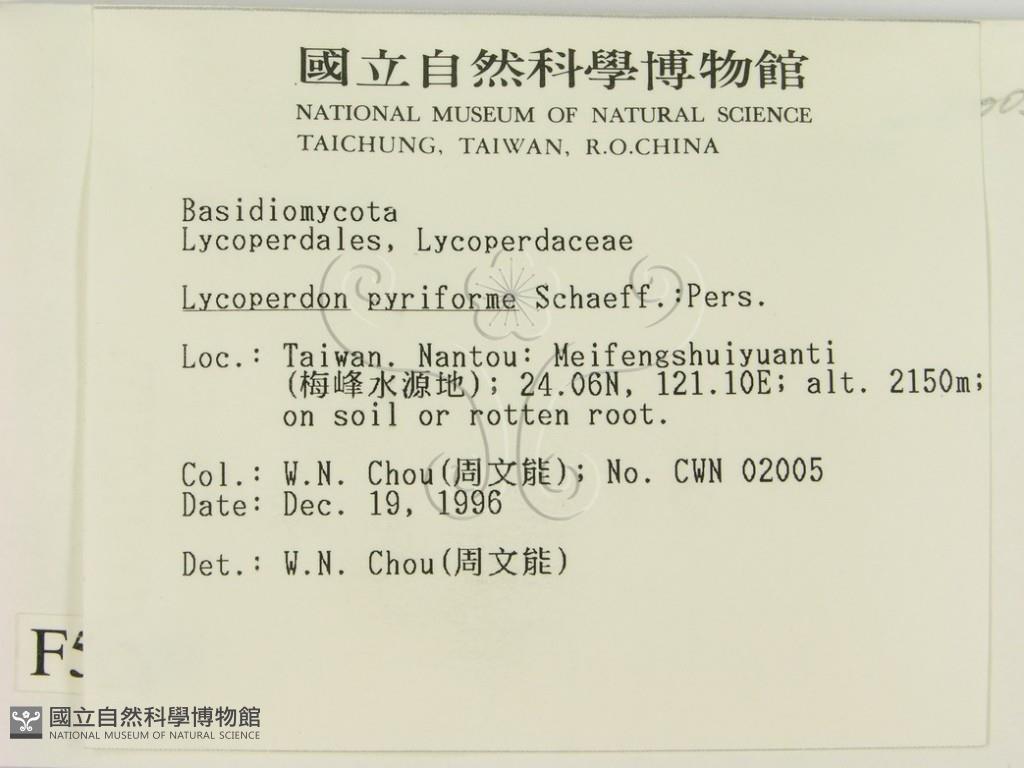 國立自然科學博物館
NATIONAL MUSEUM OF NATURAL SCIENCE
TAICHUNG, TAIWAN, R.O.CHINA
Basidiomycota
Lycoperdales, Lycoperdaceae
Lycoperdon pyriforme Schaeff.:Pers.
Loc.: Taiwan. Nantou: Meifengshuiyuanti
(梅峰水源地); 24.06N, 121.10E; alt. 2150m;
on soil or rotten root.
Col.: W.N. Chou(周文能); No. CWN 02005
Date: Dec. 19, 1996
Det.: W.N. Chou(周文能)
國立自然科學博物館
NATIONAL MUSEUM OF NATURAL SCIENCE